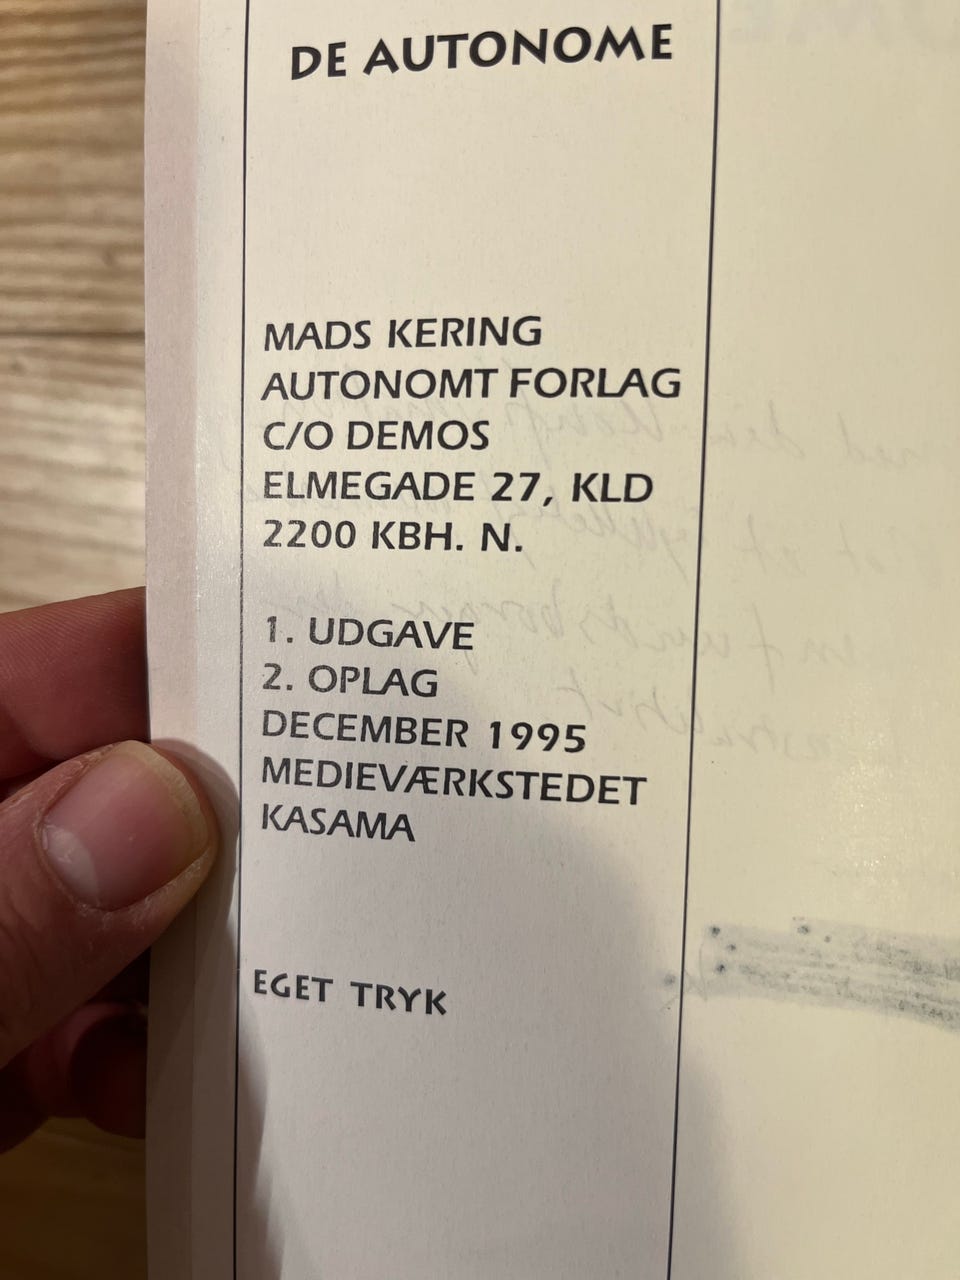 DE AUTONOME
MADS KERING
AUTONOMT FORLAG
C/O DEMOS
ELMEGADE 27, KLD
2200 KBH. N.
1. UDGAVE
2. OPLAG
DECEMBER 1995
MEDIEVÆRKSTEDET
KASAMA
EGET TRYK